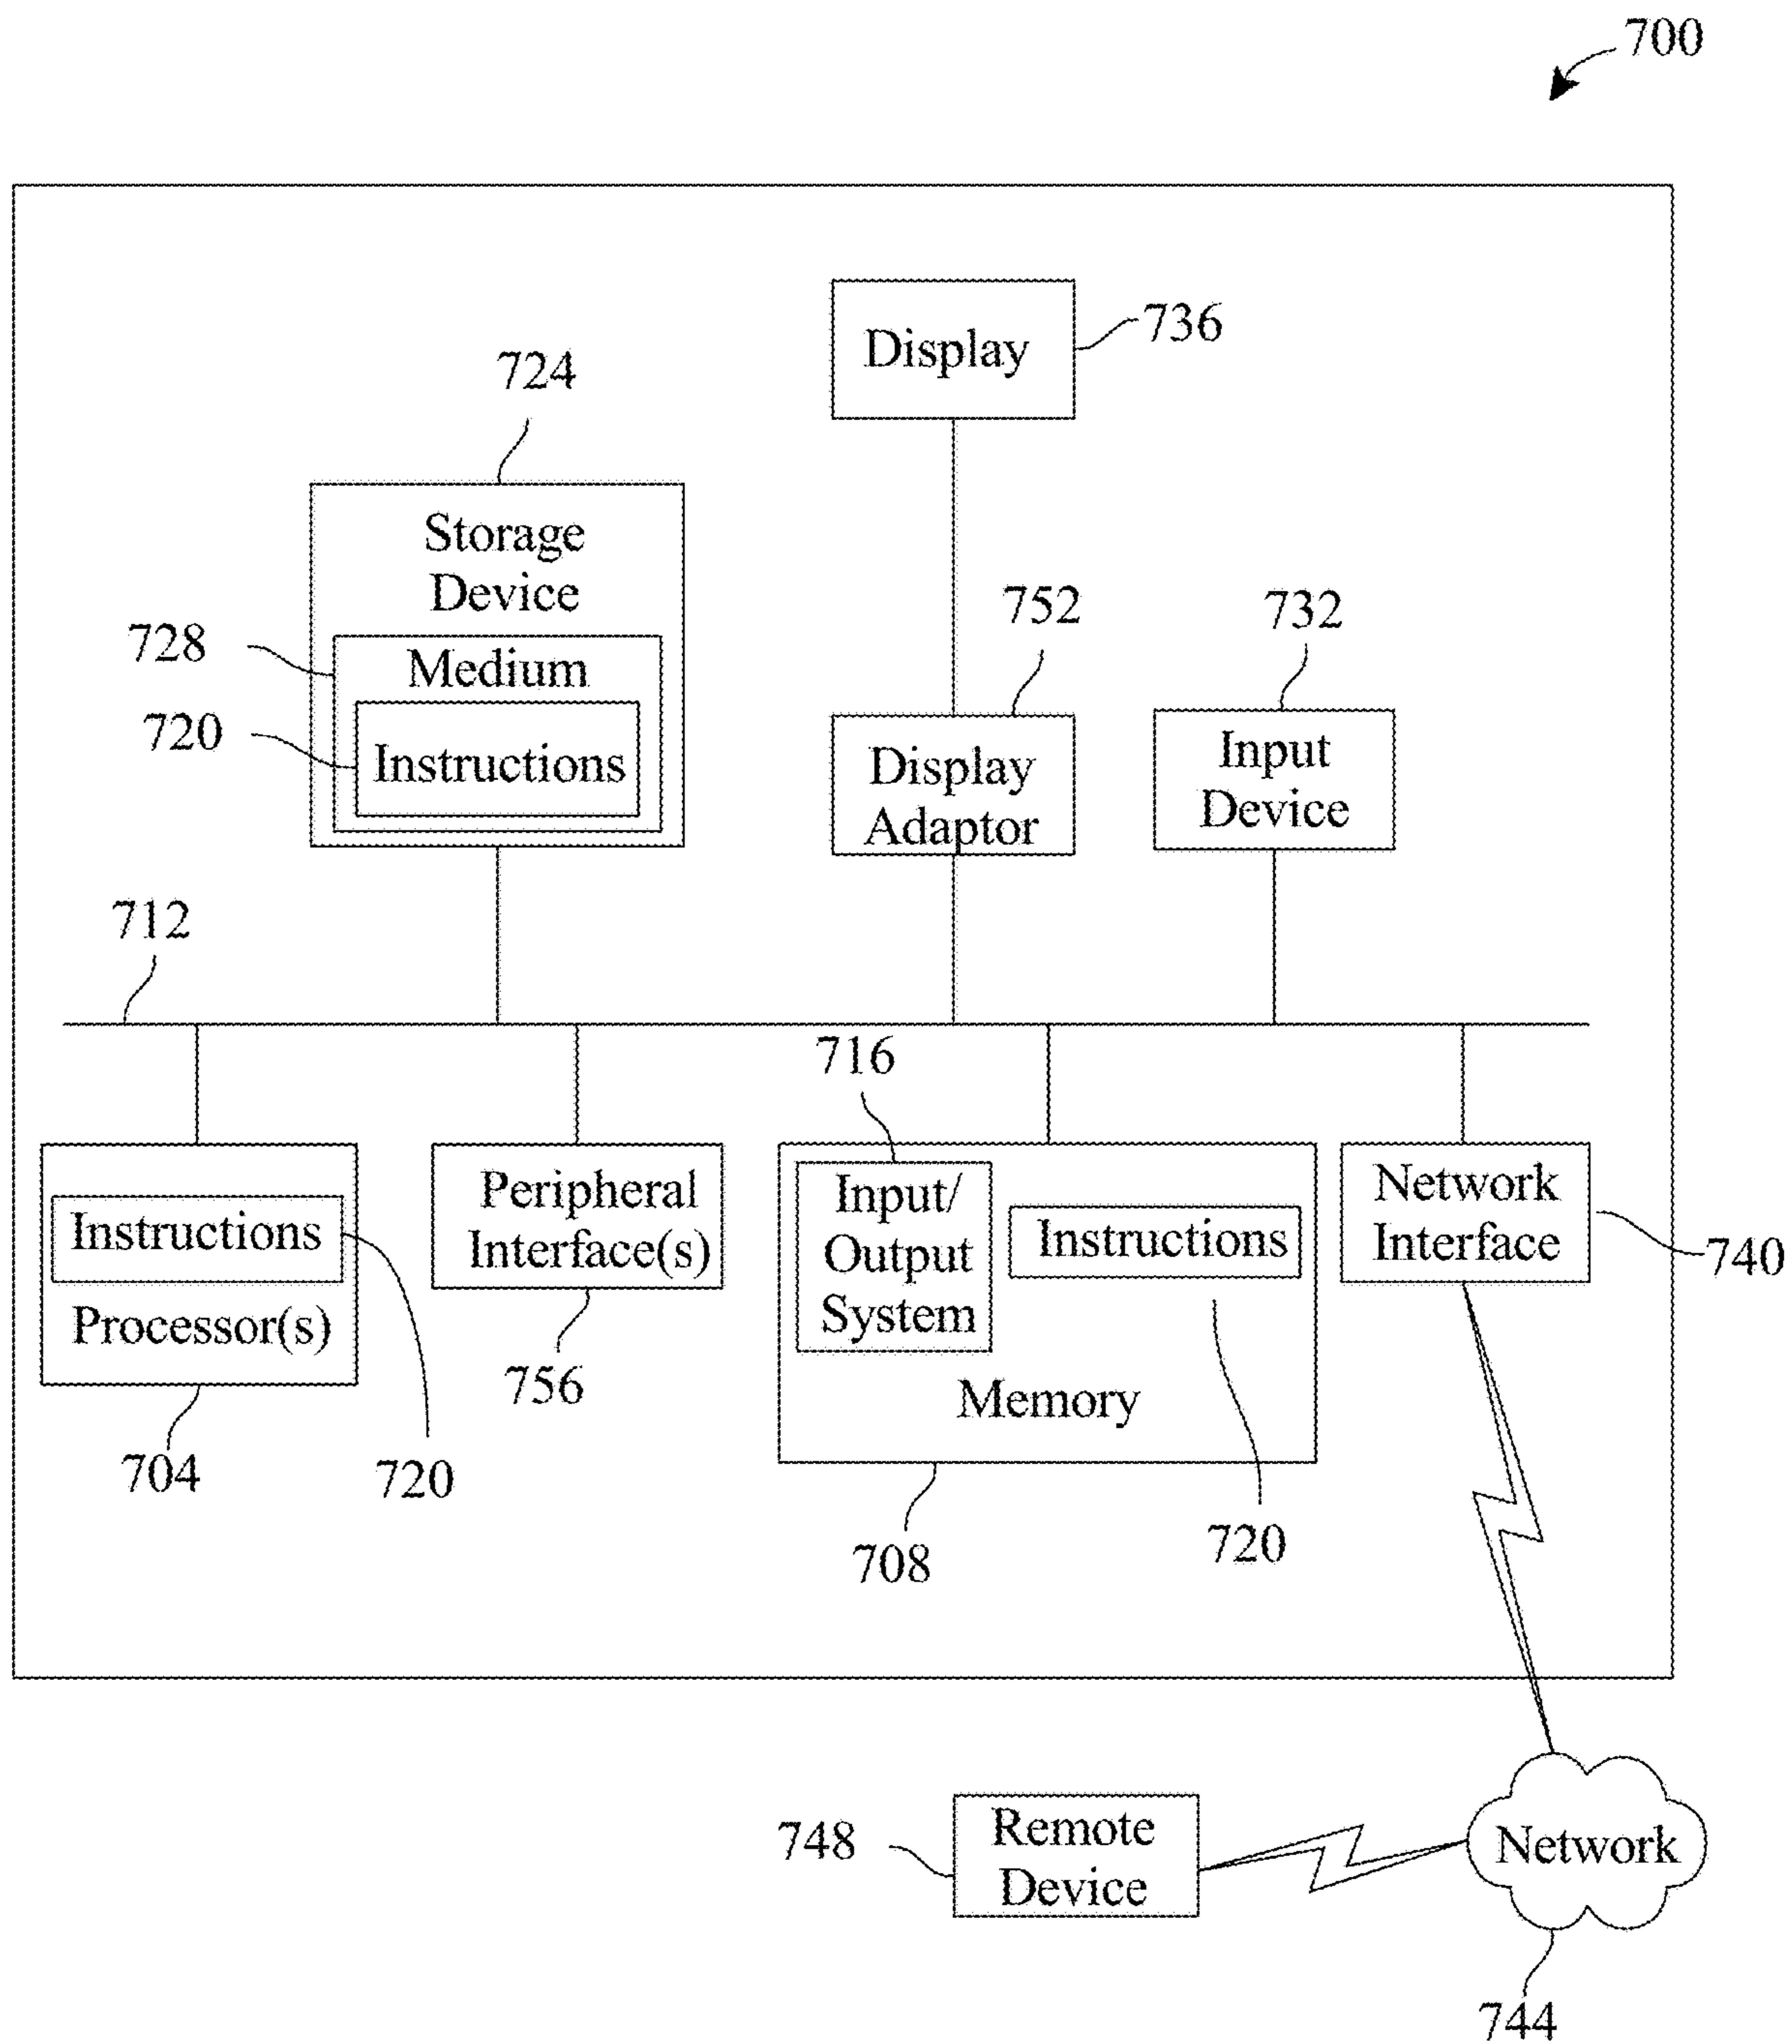 700
Display
736
724
Storage
Device
728
Medium
720
Instructions
752
Display
Adaptor
732
Input
Device
712
716
Instructions
Processor(s)
704
720
Peripheral
Interface(s)
756
Input/
Output
System
Instructions
Memory
708
720
Network
Interface
740
748
Remote
Device
Network
744